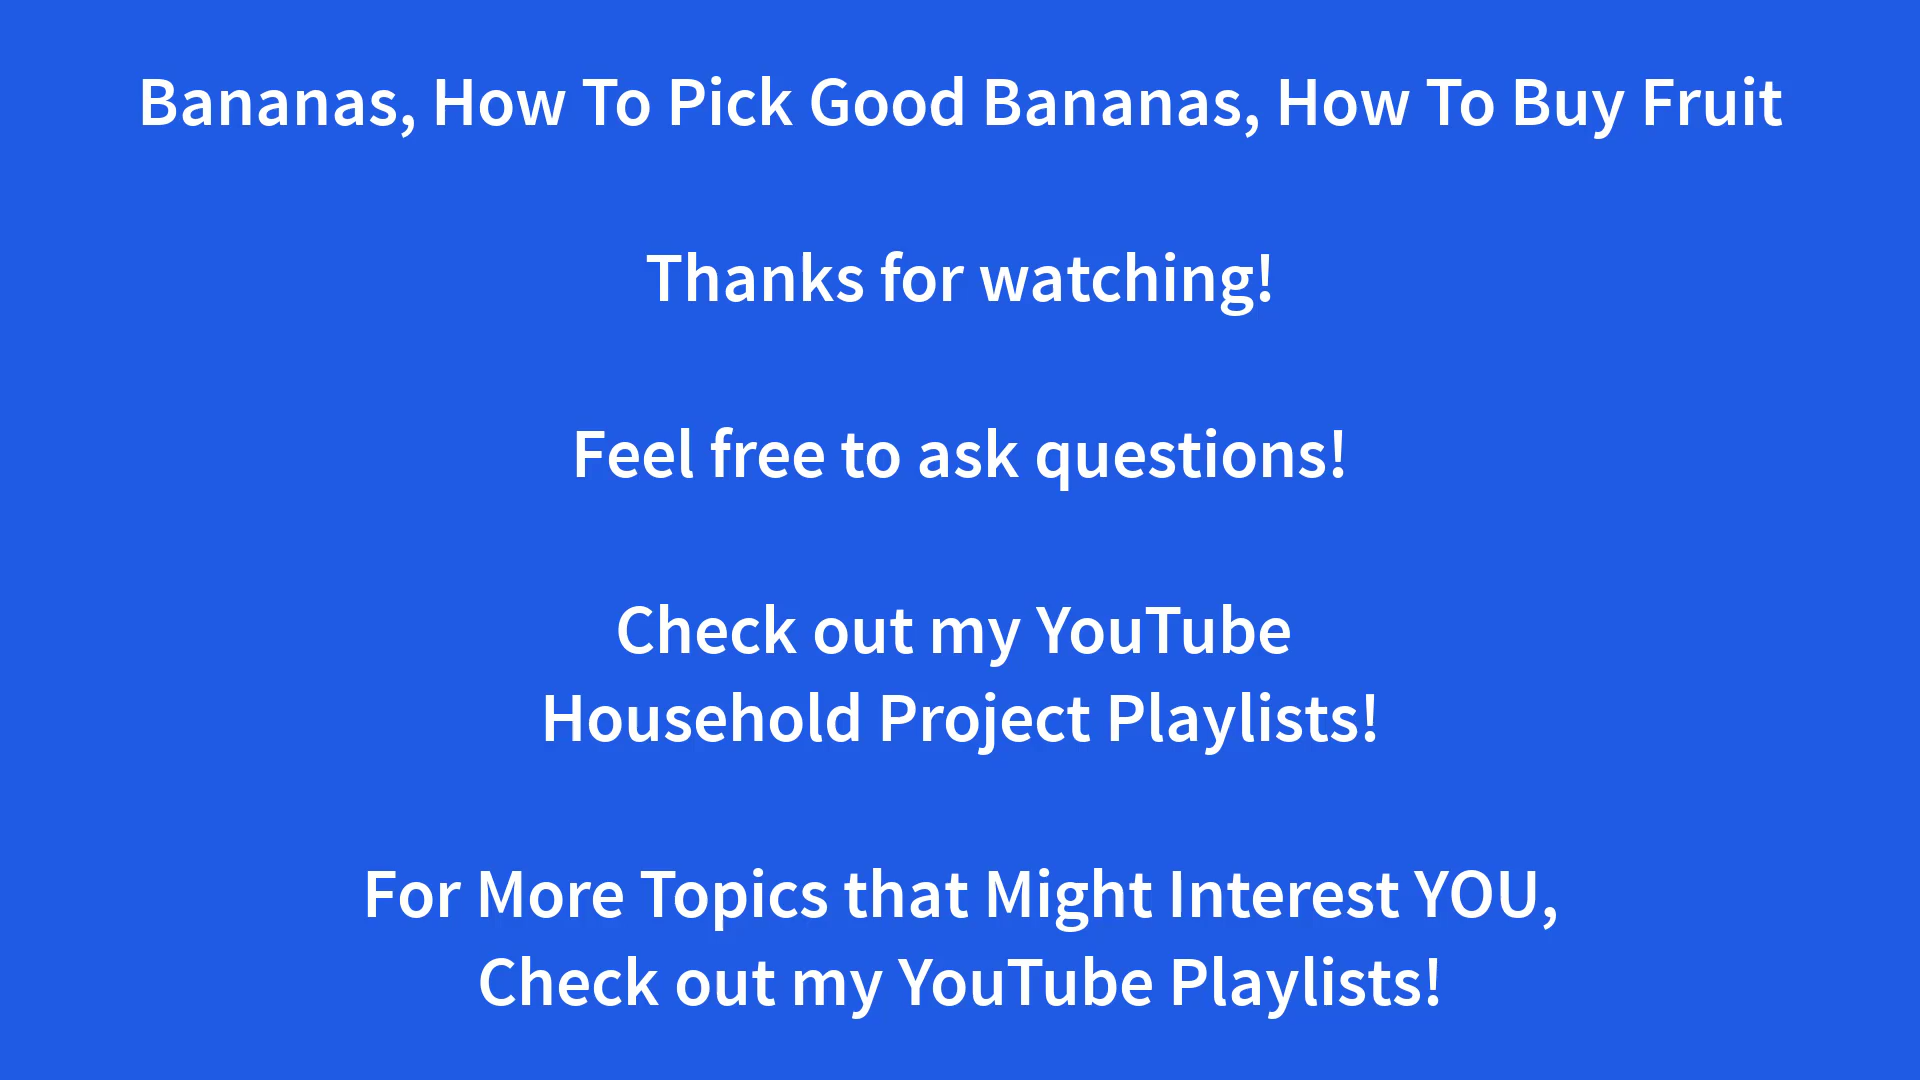 Bananas, How To Pick Good Bananas, How To Buy Fruit
Thanks for watching!
Feel free to ask questions!
Check out my YouTube
Household Project Playlists!
For More Topics that Might Interest YOU,
Check out my YouTube Playlists!